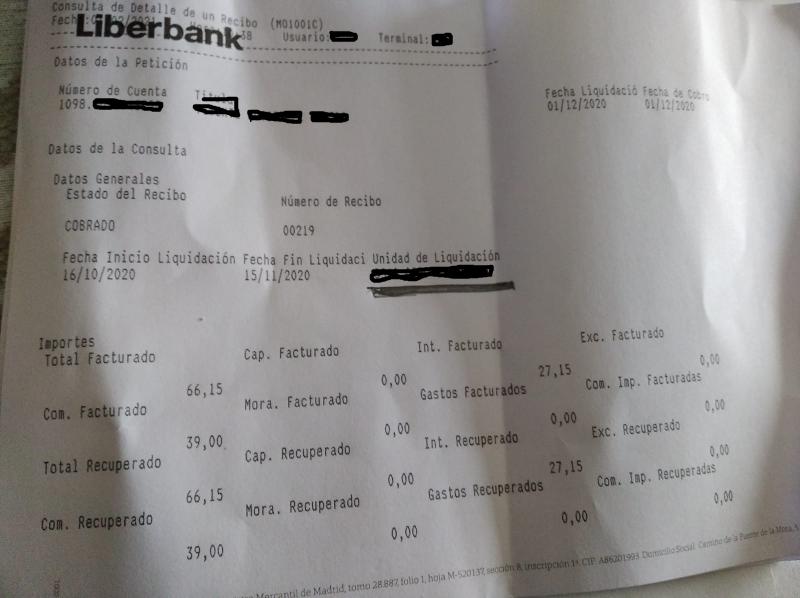 Consulta de Detalle de un Recibo (M01001C)
Liberbank
38 Usuario: Terminal:
Datos de la Petición
Número de Cuenta Fecha Liquidació Fecha de Cobro
1098. 01/12/2020 01/12/2020
Datos de la Consulta
Datos Generales
Estado del Recibo Número de Recibo
COBRADO 00219
Fecha Inicio Liquidación Fecha Fin Liquidaci Unidad de Liquidación
16/10/2020 15/11/2020
Importes
Total Facturado Cap. Facturado Int. Facturado Exc. Facturado
66,15 0,00 27,15 0,00
Com. Facturado Mora. Facturado Gastos Facturados Com. Imp. Facturadas
39,00 0,00 0,00 0,00
Total Recuperado Cap. Recuperado Int. Recuperado Exc. Recuperado
66,15 0,00 27,15 0,00
Com. Recuperado Mora. Recuperado Gastos Recuperados Com. Imp. Recuperadas
39,00 0,00 0,00 0,00
Mercantil de Madrid, tomo 28.887, folio 1, hoja M-520137, sección 8, inscripción 1ª. CIF: A86201993. Domicilio Social: Camino de la Fuente de la Mora,